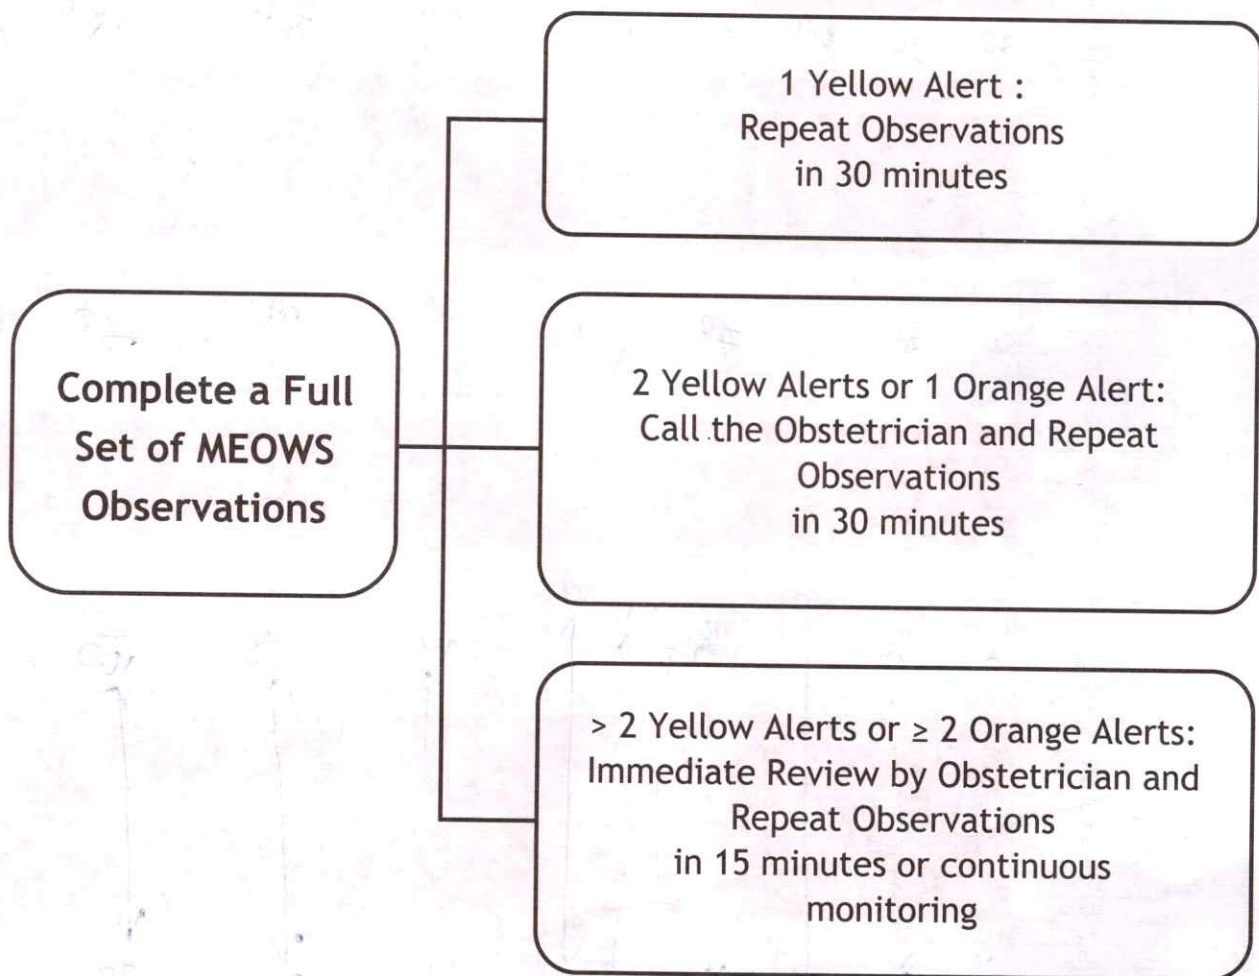 1 Yellow Alert :
Repeat Observations
in 30 minutes
Complete a Full
Set of MEOWS
Observations
2 Yellow Alerts or 1 Orange Alert:
Call the Obstetrician and Repeat
Observations
in 30 minutes
> 2 Yellow Alerts or ≥ 2 Orange Alerts:
Immediate Review by Obstetrician and
Repeat Observations
in 15 minutes or continuous
monitoring